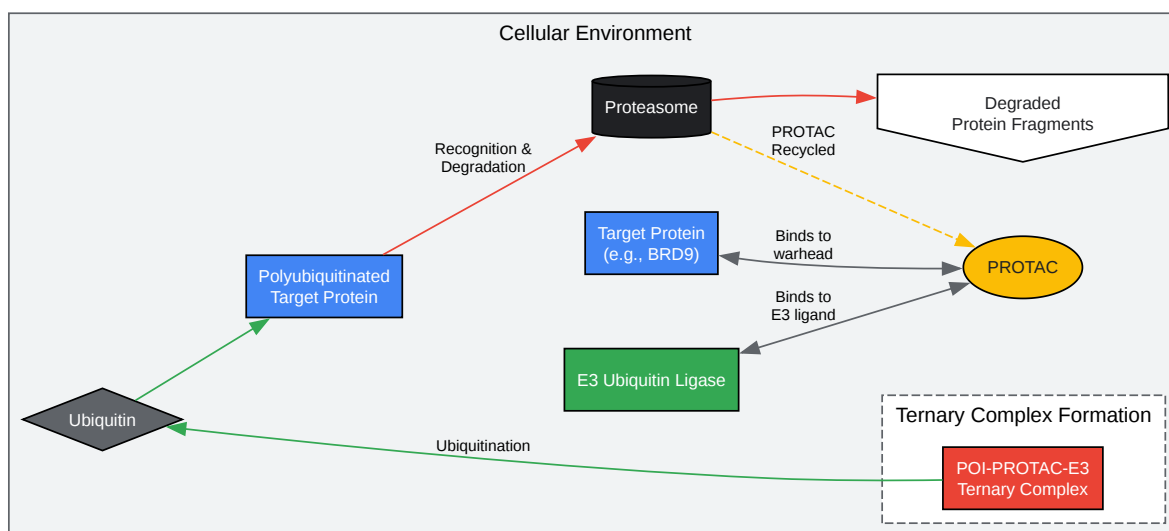 Cellular Environment
Proteasome
Degraded
Protein Fragments
PROTAC
Recycled
Recognition &
Degradation
Target Protein
(e.g., BRD9)
Binds to
warhead
PROTAC
Polyubiquitinated
Target Protein
Binds to
E3 ligand
E3 Ubiquitin Ligase
Ubiquitin
Ternary Complex Formation
Ubiquitination
POI-PROTAC-E3
Ternary Complex